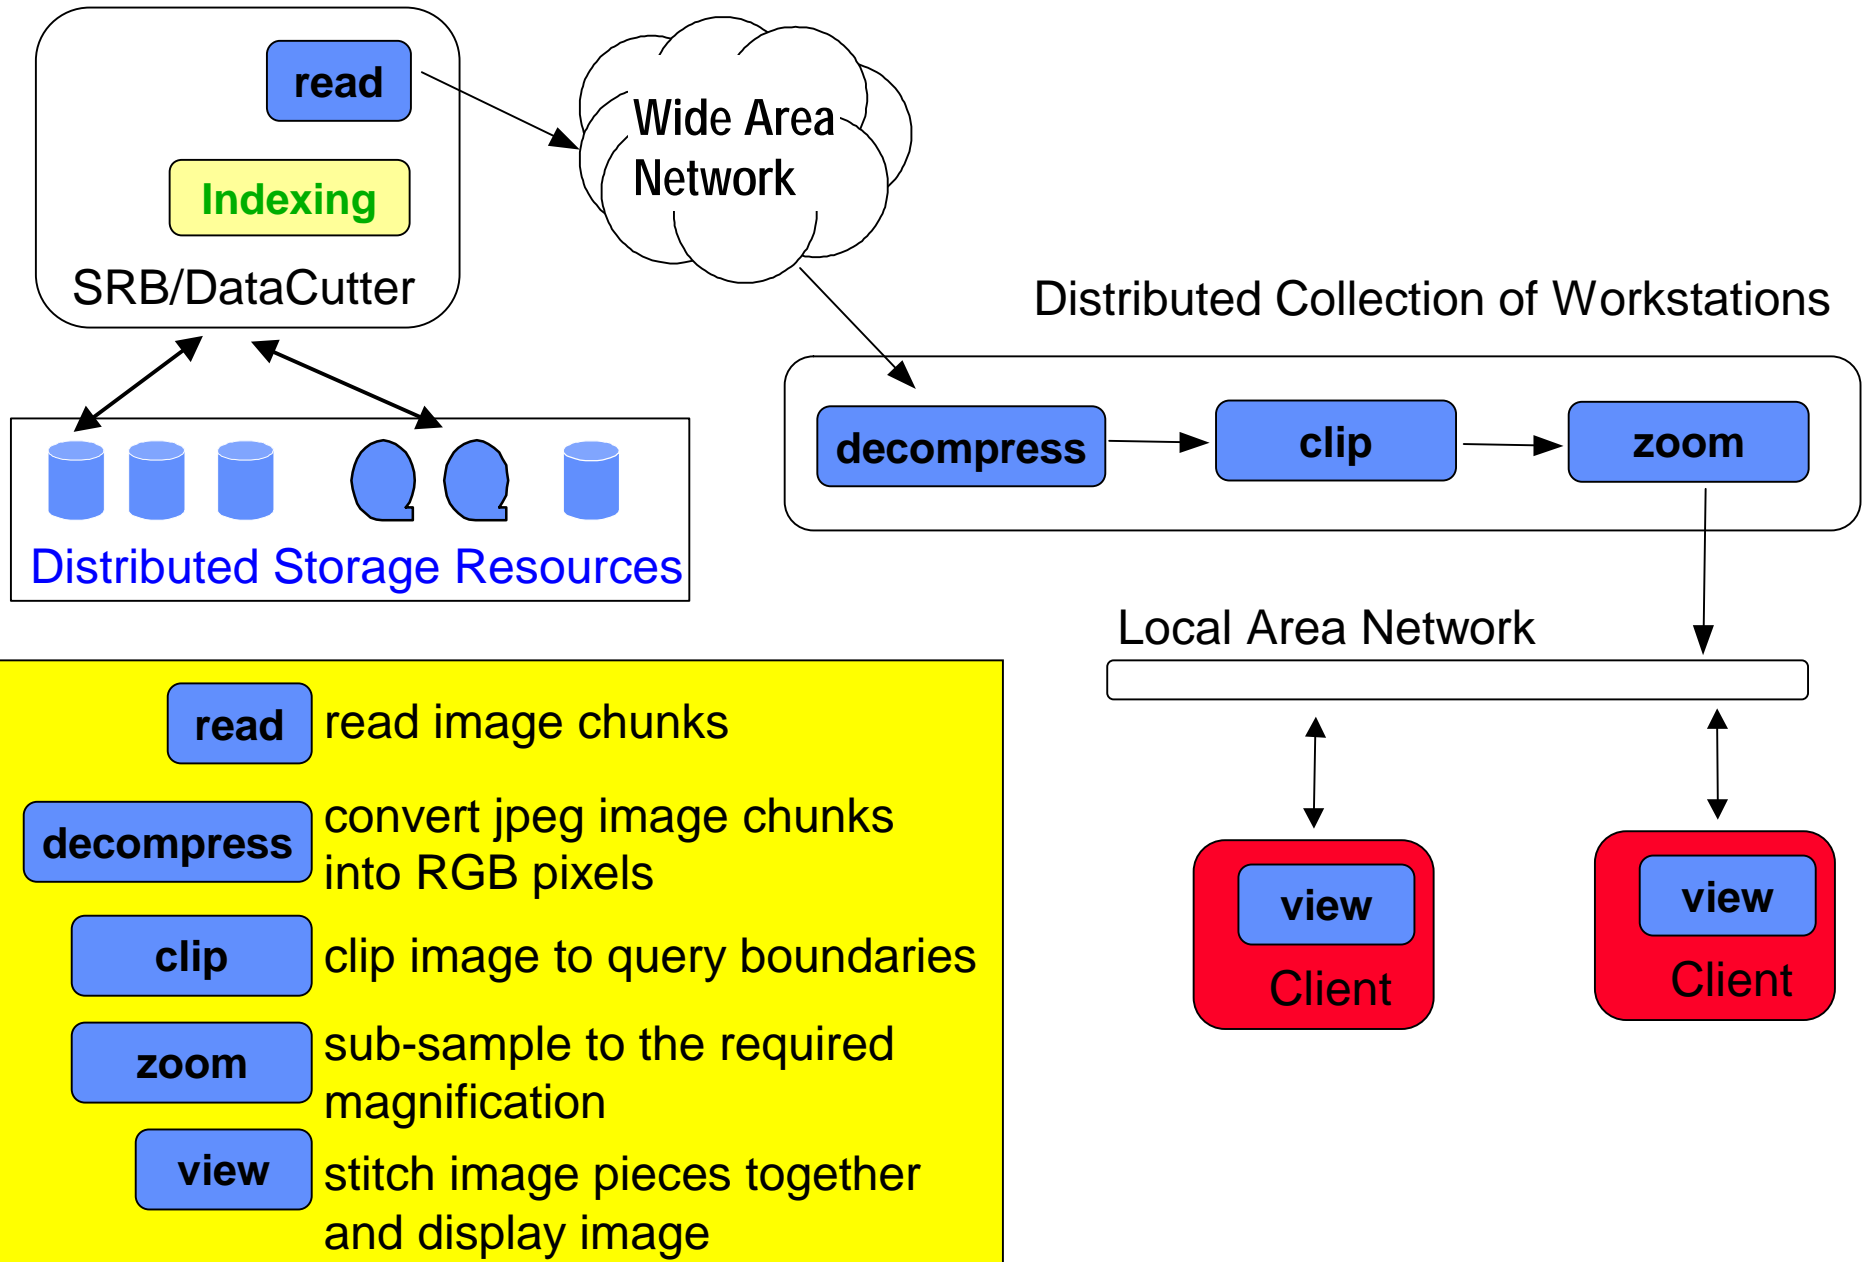 read
Indexing
SRB/DataCutter
Wide Area
Network
Distributed Storage Resources
Distributed Collection of Workstations
decompress
clip
zoom
Local Area Network
view
Client
view
Client
read
read image chunks
decompress
convert jpeg image chunks
into RGB pixels
clip
clip image to query boundaries
zoom
sub-sample to the required
magnification
view
stitch image pieces together
and display image